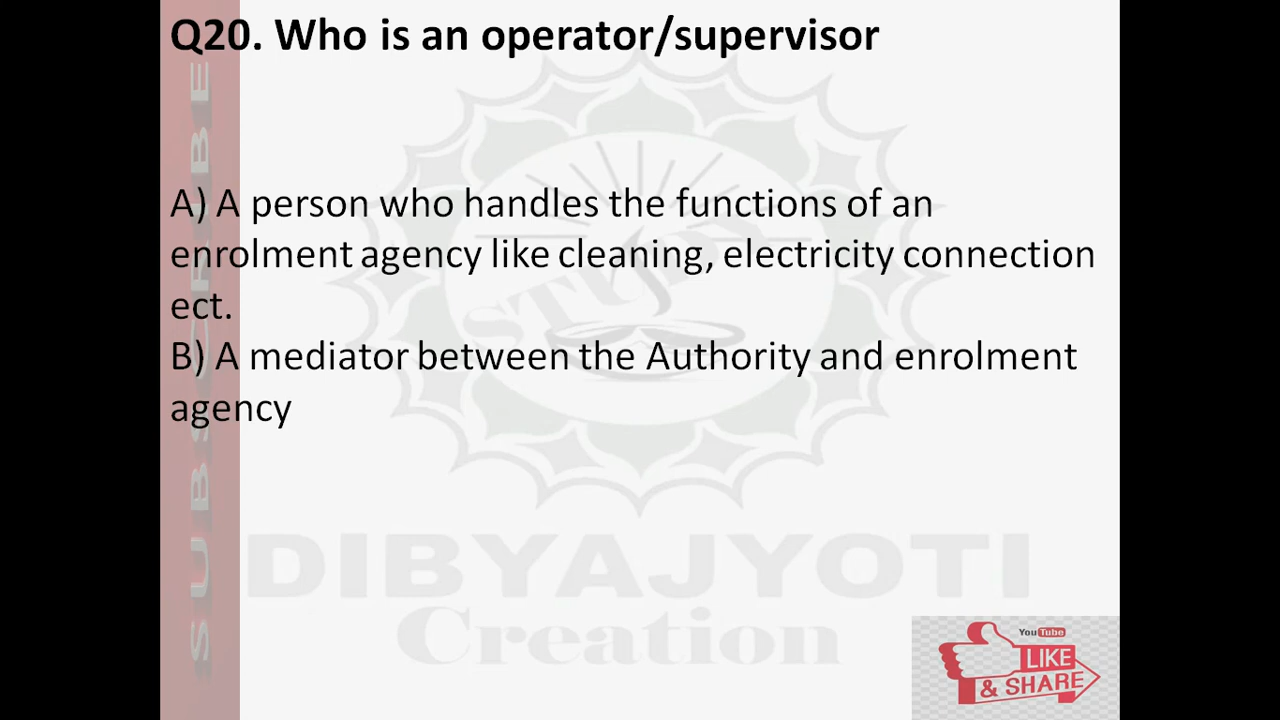 Q20. Who is an operator/supervisor
A) A person who handles the functions of an
enrolment agency like cleaning, electricity connection
ect.
B) A mediator between the Authority and enrolment
agency
SUBSCRIBE
DIBYAJYOTI
Creation
YouTube
LIKE
& SHARE